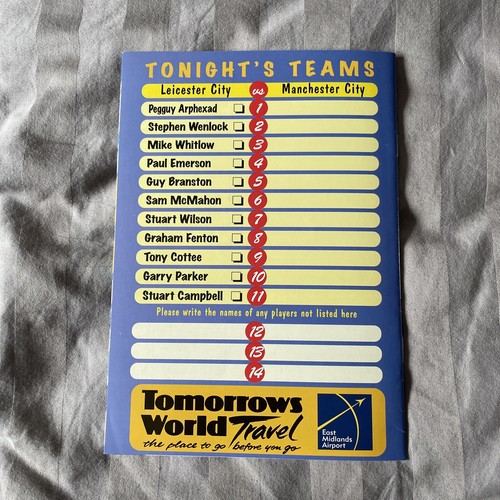 TONIGHT'S TEAMS
Leicester City vs Manchester City
Pegguy Arphexad 1
Stephen Wenlock 2
Mike Whitlow 3
Paul Emerson 4
Guy Branston 5
Sam McMahon 6
Stuart Wilson 7
Graham Fenton 8
Tony Cottee 9
Garry Parker 10
Stuart Campbell 11
Please write the names of any players not listed here
12
13
14
Tomorrows
World Travel
the place to go before you go
East
Midlands
Airport